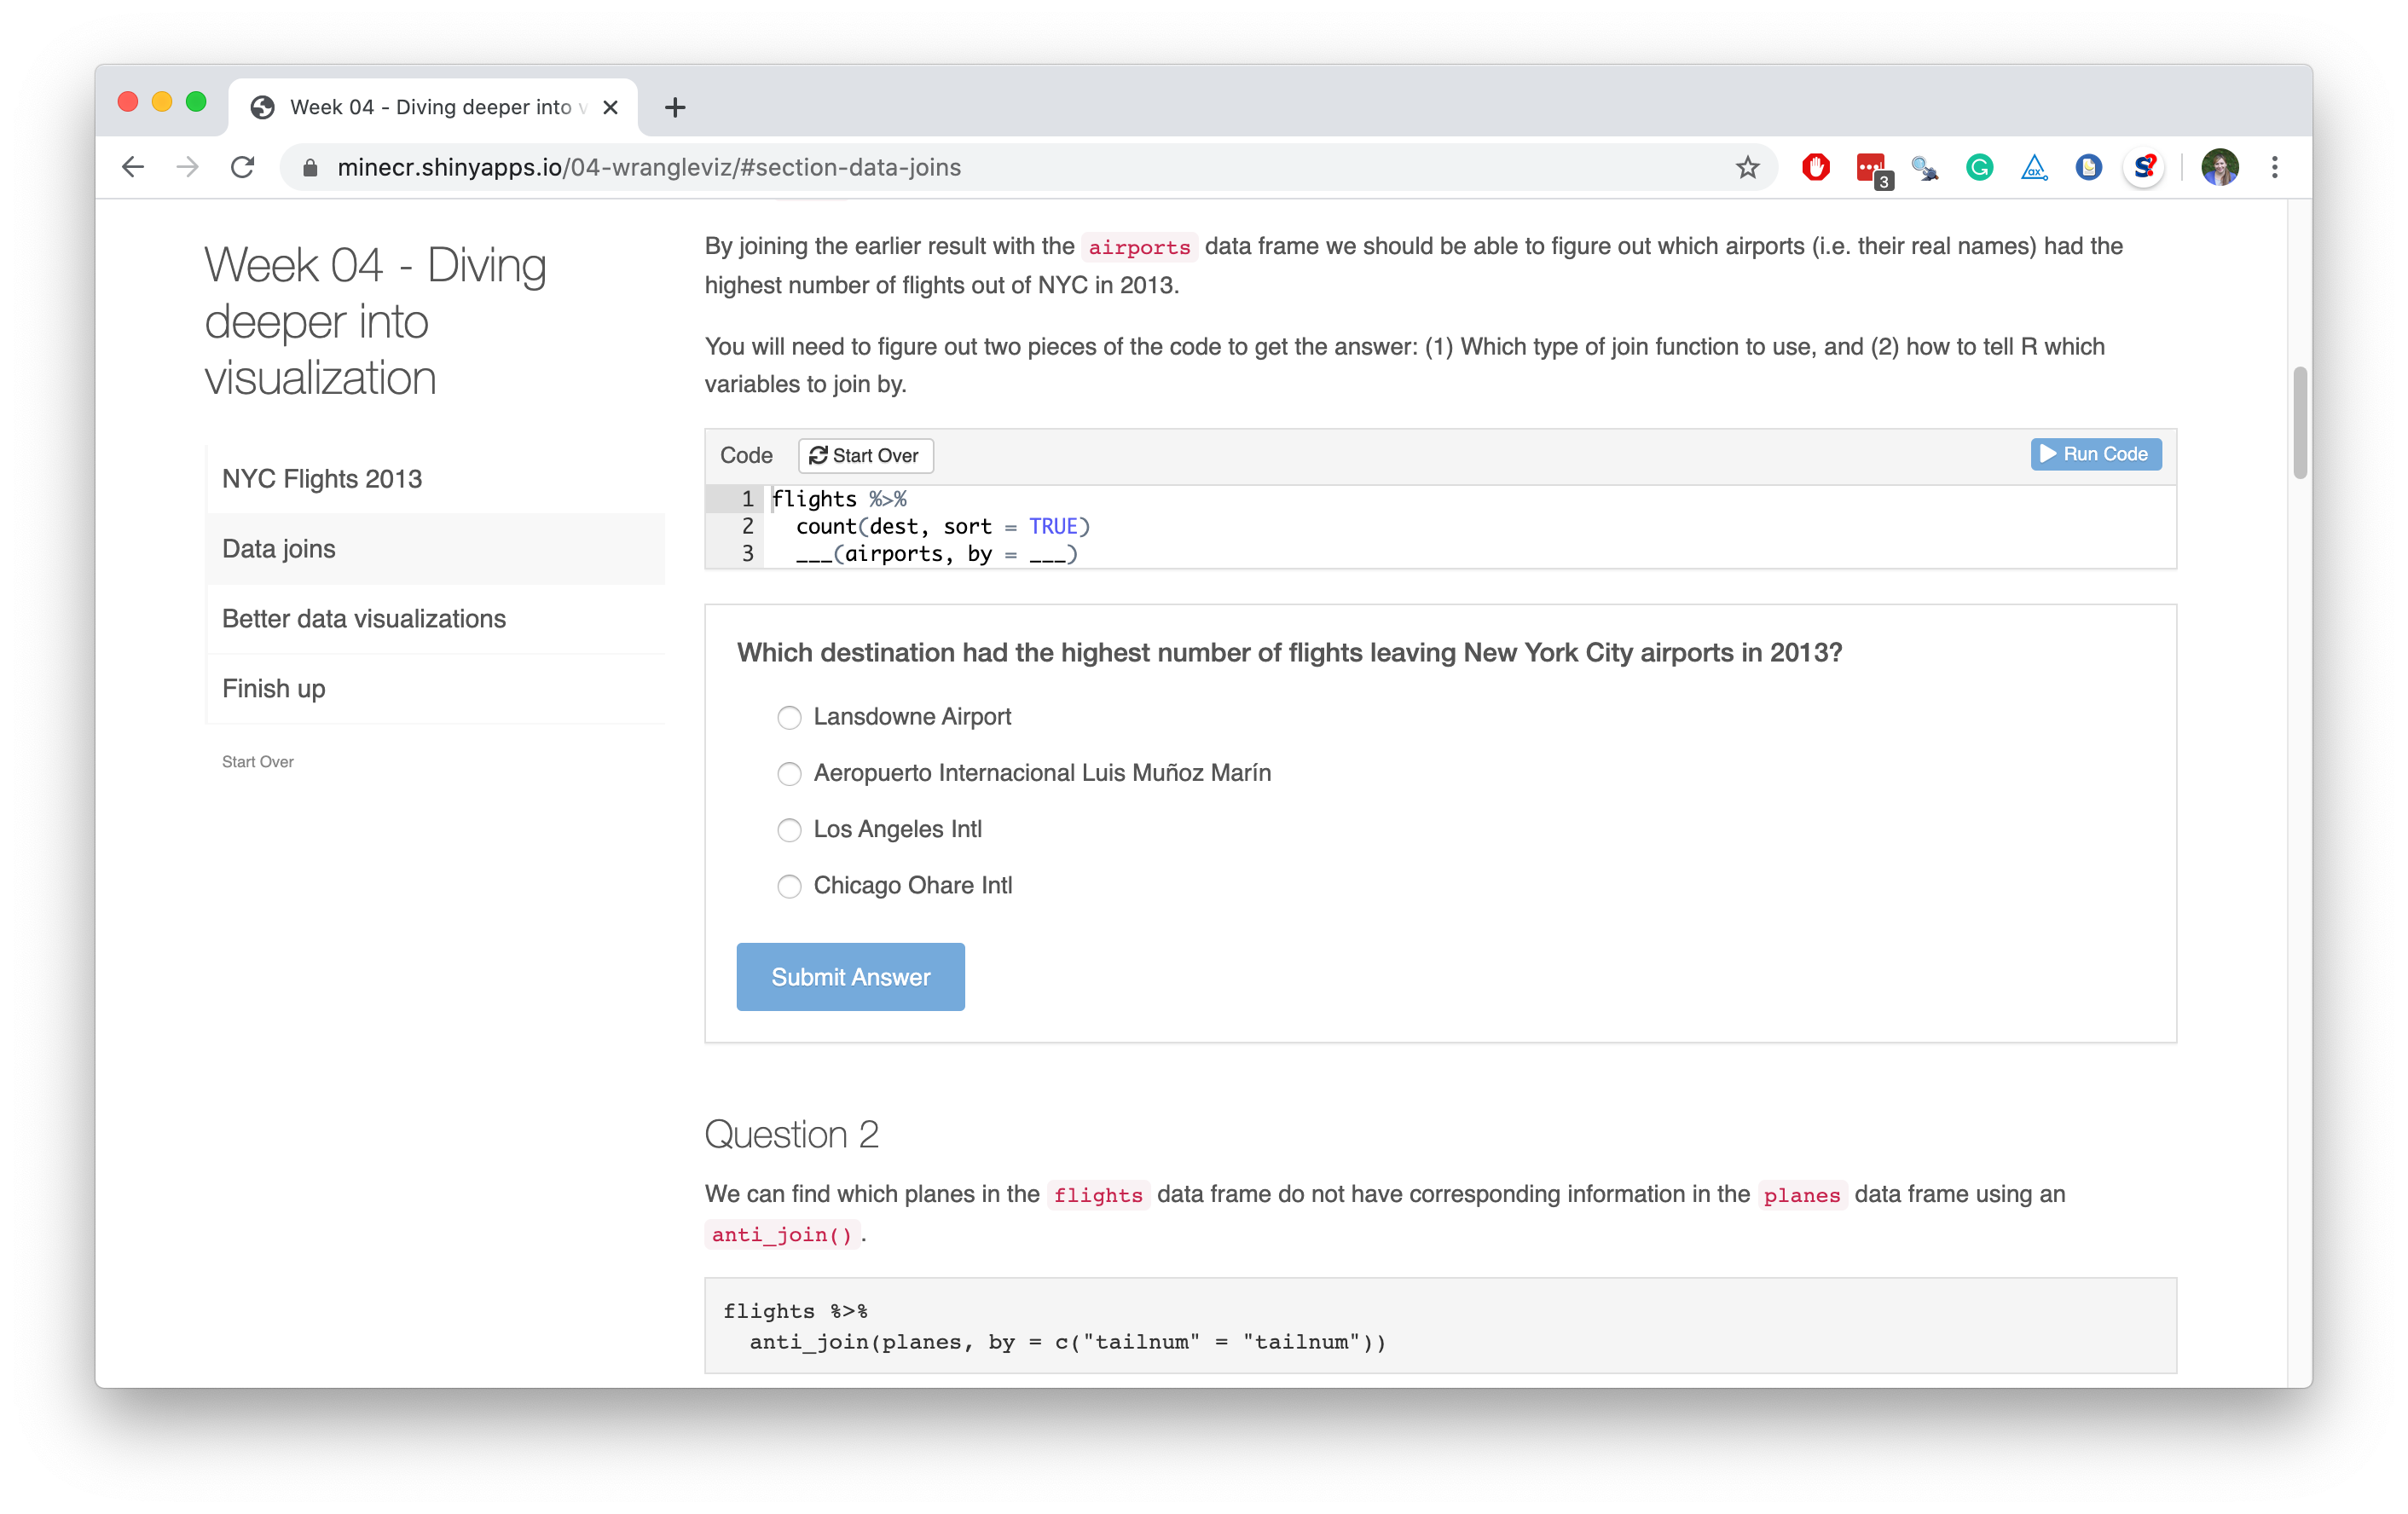 Week 04 - Diving deeper into v
minecr.shinyapps.io/04-wrangleviz/#section-data-joins
3
Week 04 - Diving
deeper into
visualization
NYC Flights 2013
Data joins
Better data visualizations
Finish up
Start Over
By joining the earlier result with the airports data frame we should be able to figure out which airports (i.e. their real names) had the
highest number of flights out of NYC in 2013.
You will need to figure out two pieces of the code to get the answer: (1) Which type of join function to use, and (2) how to tell R which
variables to join by.
Code Start Over Run Code
1 flights %>%
2 count(dest, sort = TRUE)
3 ___(airports, by = ___)
Which destination had the highest number of flights leaving New York City airports in 2013?
Lansdowne Airport
Aeropuerto Internacional Luis Muñoz Marín
Los Angeles Intl
Chicago Ohare Intl
Submit Answer
Question 2
We can find which planes in the flights data frame do not have corresponding information in the planes data frame using an
anti_join().
flights %>%
anti_join(planes, by = c("tailnum" = "tailnum"))